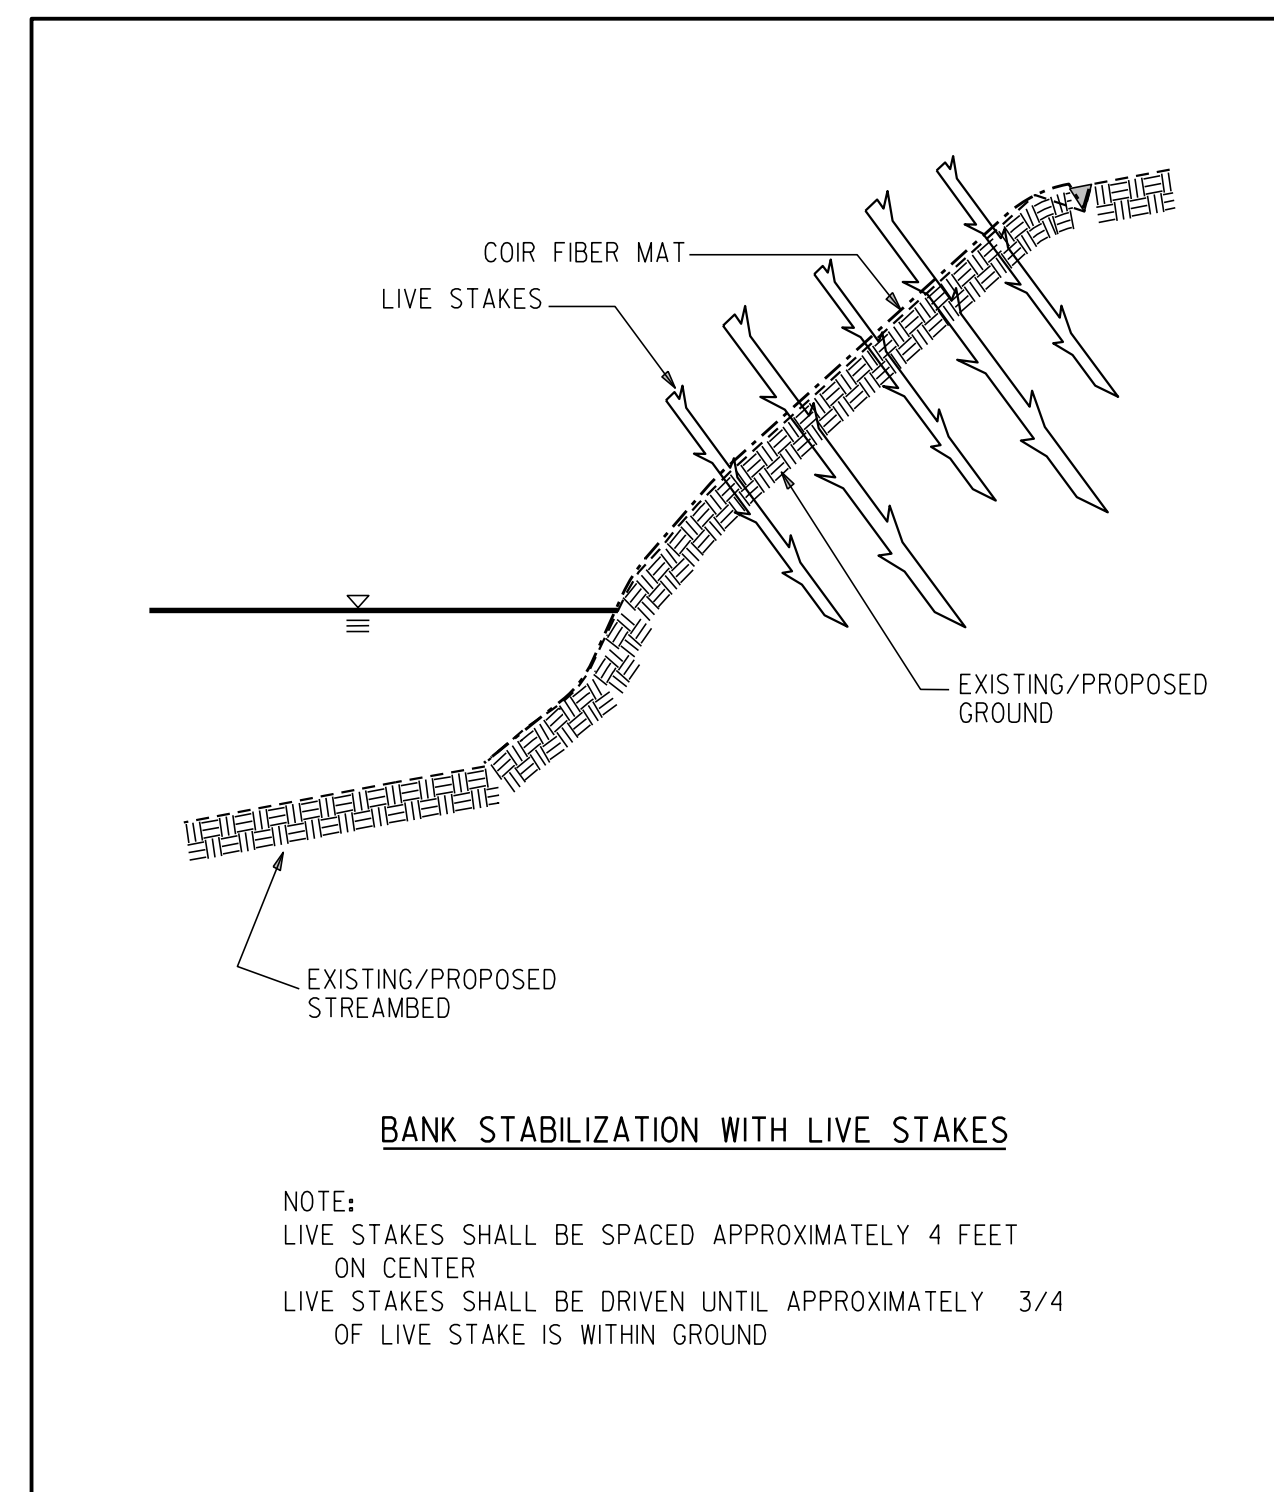 COIR FIBER MAT
LIVE STAKES
EXISTING/PROPOSED
GROUND
EXISTING/PROPOSED
STREAMBED
BANK STABILIZATION WITH LIVE STAKES
NOTE:
LIVE STAKES SHALL BE SPACED APPROXIMATELY 4 FEET
ON CENTER
LIVE STAKES SHALL BE DRIVEN UNTIL APPROXIMATELY 3/4
OF LIVE STAKE IS WITHIN GROUND